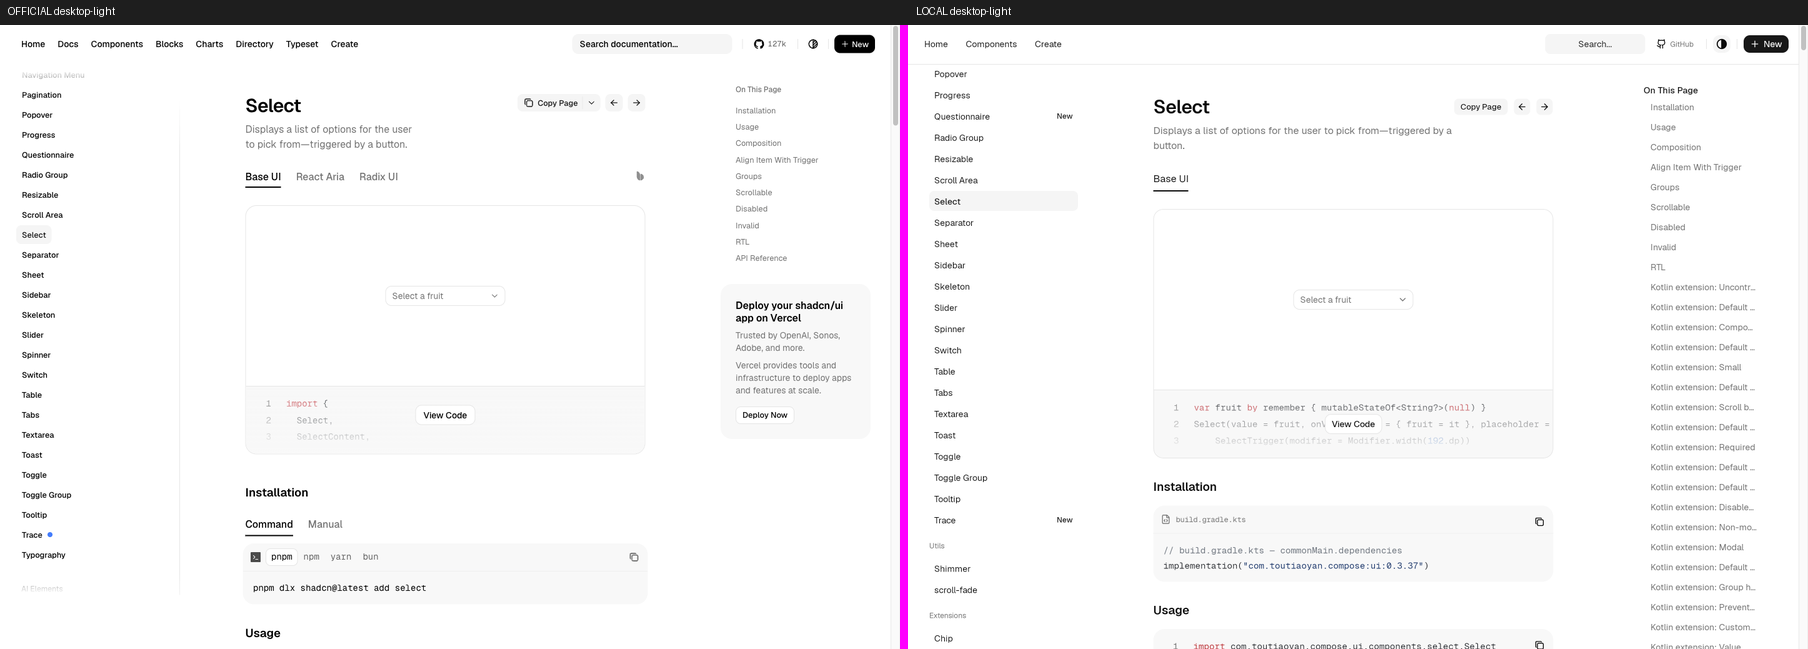 OFFICIAL desktop-light
Home Docs Components Blocks Charts Directory Typeset Create
Search documentation...
127k
+ New
Navigation Menu
Pagination
Popover
Progress
Questionnaire
Radio Group
Resizable
Scroll Area
Select
Separator
Sheet
Sidebar
Skeleton
Slider
Spinner
Switch
Table
Tabs
Textarea
Toast
Toggle
Toggle Group
Tooltip
Trace
Typography
AI Elements
Select
Copy Page
Displays a list of options for the user
to pick from—triggered by a button.
Base UI React Aria Radix UI
Select a fruit
1 import {
2 Select,
3 SelectContent,
View Code
Installation
Command Manual
pnpm npm yarn bun
pnpm dlx shadcn@latest add select
Usage
On This Page
Installation
Usage
Composition
Align Item With Trigger
Groups
Scrollable
Disabled
Invalid
RTL
API Reference
Deploy your shadcn/ui
app on Vercel
Trusted by OpenAI, Sonos,
Adobe, and more.
Vercel provides tools and
infrastructure to deploy apps
and features at scale.
Deploy Now
LOCAL desktop-light
Home Components Create
Search...
GitHub
+ New
Popover
Progress
Questionnaire New
Radio Group
Resizable
Scroll Area
Select
Separator
Sheet
Sidebar
Skeleton
Slider
Spinner
Switch
Table
Tabs
Textarea
Toast
Toggle
Toggle Group
Tooltip
Trace New
Utils
Shimmer
scroll-fade
Extensions
Chip
Select
Copy Page
Displays a list of options for the user to pick from—triggered by a
button.
Base UI
Select a fruit
1 var fruit by remember { mutableStateOf<String?>(null) }
2 Select(value = fruit, = { fruit = it }, placeholder =
3 SelectTrigger(modifier = Modifier.width(192.dp))
View Code
Installation
build.gradle.kts
// build.gradle.kts — commonMain.dependencies
implementation("com.toutiaoyan.compose:ui:0.3.37")
Usage
1 import com.toutiaoyan.compose.ui.components.select.Select
On This Page
Installation
Usage
Composition
Align Item With Trigger
Groups
Scrollable
Disabled
Invalid
RTL
Kotlin extension: Uncontr...
Kotlin extension: Default ...
Kotlin extension: Compo...
Kotlin extension: Default ...
Kotlin extension: Small
Kotlin extension: Default ...
Kotlin extension: Scroll b...
Kotlin extension: Default ...
Kotlin extension: Required
Kotlin extension: Default ...
Kotlin extension: Default ...
Kotlin extension: Disable...
Kotlin extension: Non-mo...
Kotlin extension: Modal
Kotlin extension: Default ...
Kotlin extension: Group h...
Kotlin extension: Prevent...
Kotlin extension: Custom...
Kotlin extension: Value